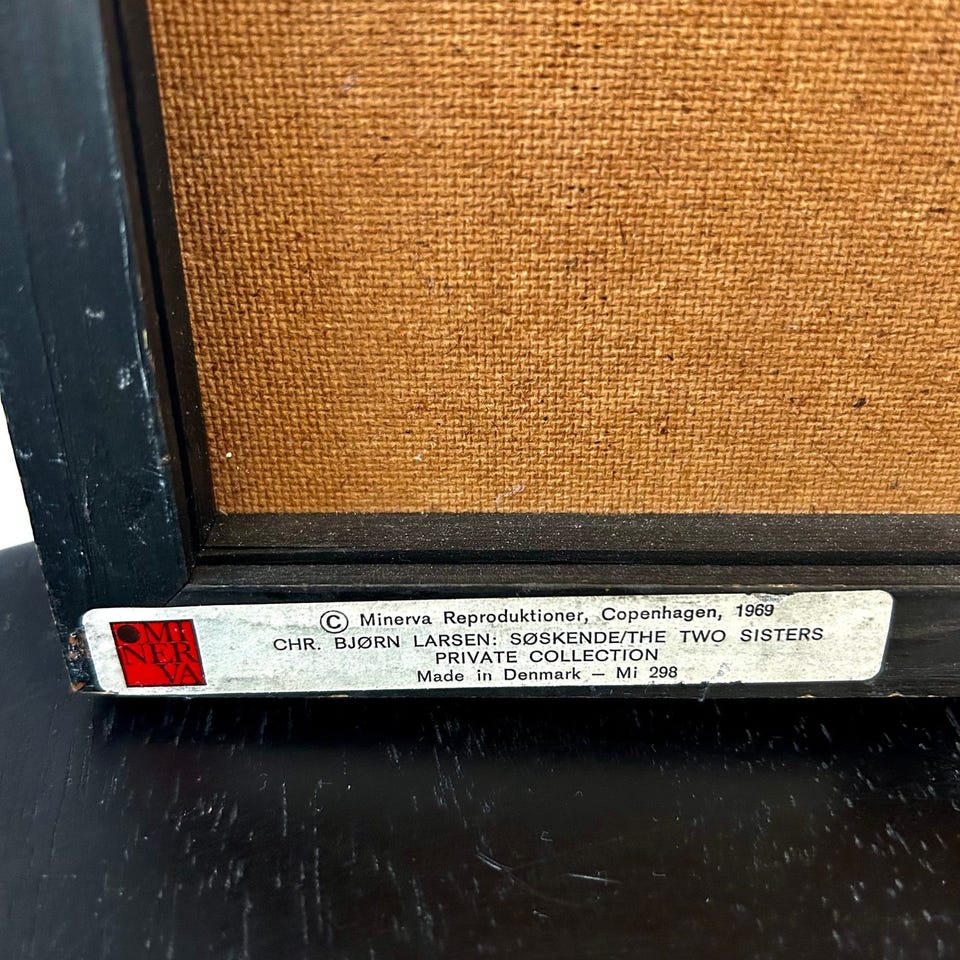 OMI
NER
VA
© Minerva Reproduktioner, Copenhagen, 1969
CHR. BJØRN LARSEN: SØSKENDE/THE TWO SISTERS
PRIVATE COLLECTION
Made in Denmark – Mi 298